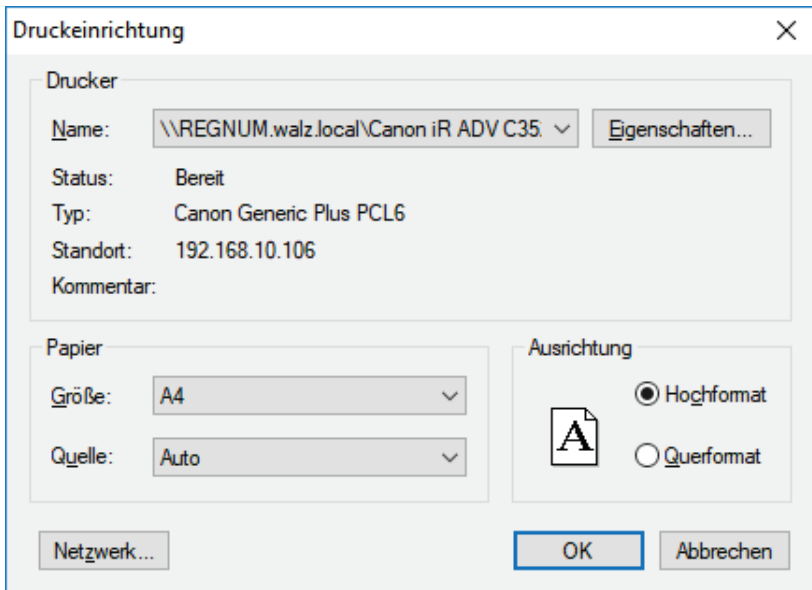 Druckeinrichtung
Drucker
Name: \\REGNUM.walz.local\Canon iR ADV C35 Eigenschaften...
Status: Bereit
Typ: Canon Generic Plus PCL6
Standort: 192.168.10.106
Kommentar:
Papier
Größe: A4
Quelle: Auto
Ausrichtung
A
Hochformat
Querformat
Netzwerk... OK Abbrechen